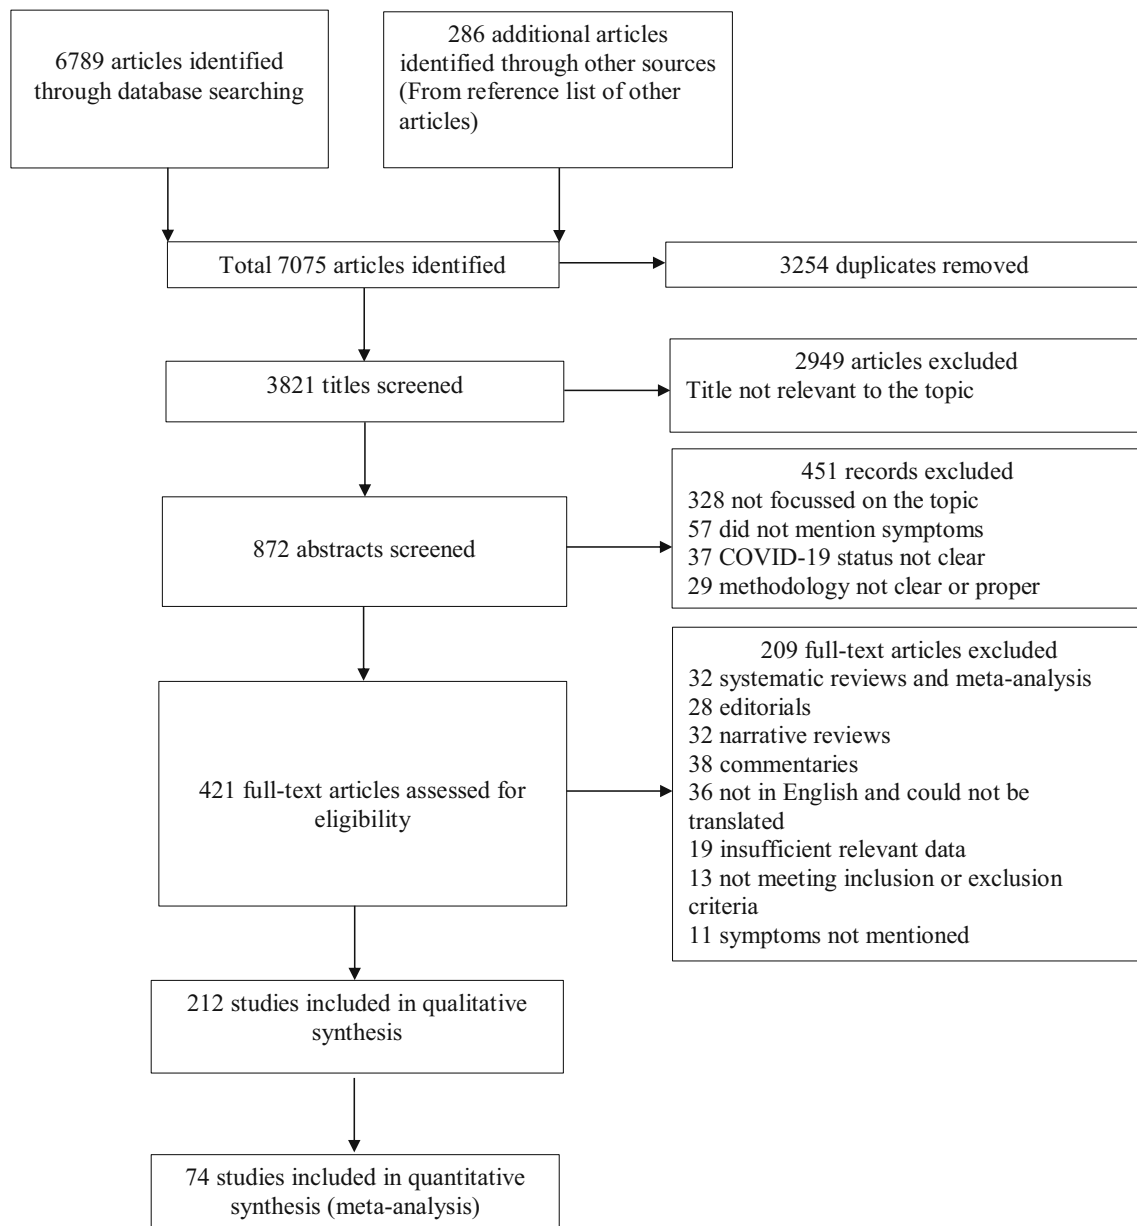 6789 articles identified
through database searching
286 additional articles
identified through other sources
(From reference list of other
articles)
Total 7075 articles identified
3254 duplicates removed
3821 titles screened
2949 articles excluded
Title not relevant to the topic
872 abstracts screened
451 records excluded
328 not focussed on the topic
57 did not mention symptoms
37 COVID-19 status not clear
29 methodology not clear or proper
421 full-text articles assessed for
eligibility
209 full-text articles excluded
32 systematic reviews and meta-analysis
28 editorials
32 narrative reviews
38 commentaries
36 not in English and could not be
translated
19 insufficient relevant data
13 not meeting inclusion or exclusion
criteria
11 symptoms not mentioned
212 studies included in qualitative
synthesis
74 studies included in quantitative
synthesis (meta-analysis)